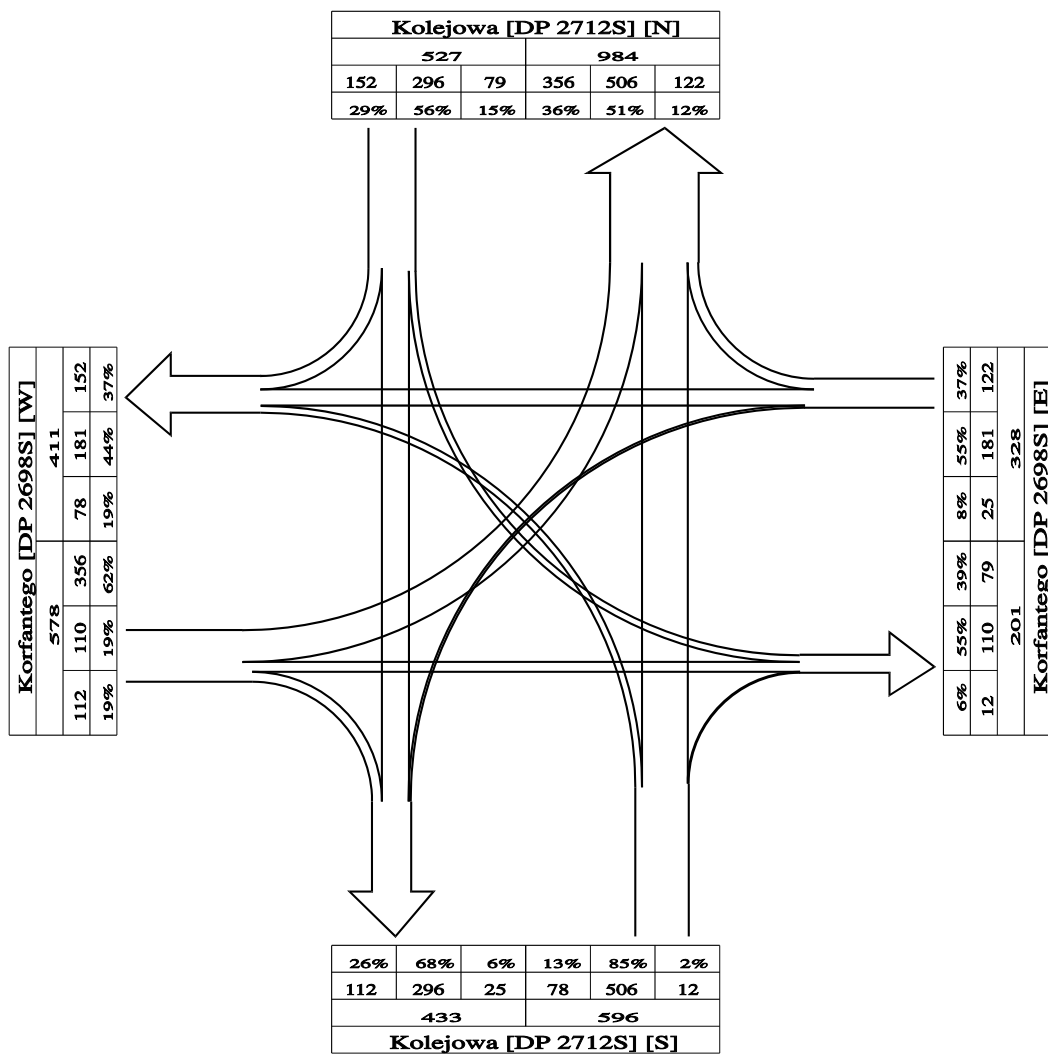 Kolejowa [DP 2712S] [N]
527 984
152 296 79 356 506 122
29% 56% 15% 36% 51% 12%
Korfantego [DP 2698S] [W]
578 411
112 110 356 78 181 152
19% 19% 62% 19% 44% 37%
6% 55% 39% 8% 55% 37%
12 110 79 25 181 122
201 328
Korfantego [DP 2698S] [E]
26% 68% 6% 13% 85% 2%
112 296 25 78 506 12
433 596
Kolejowa [DP 2712S] [S]